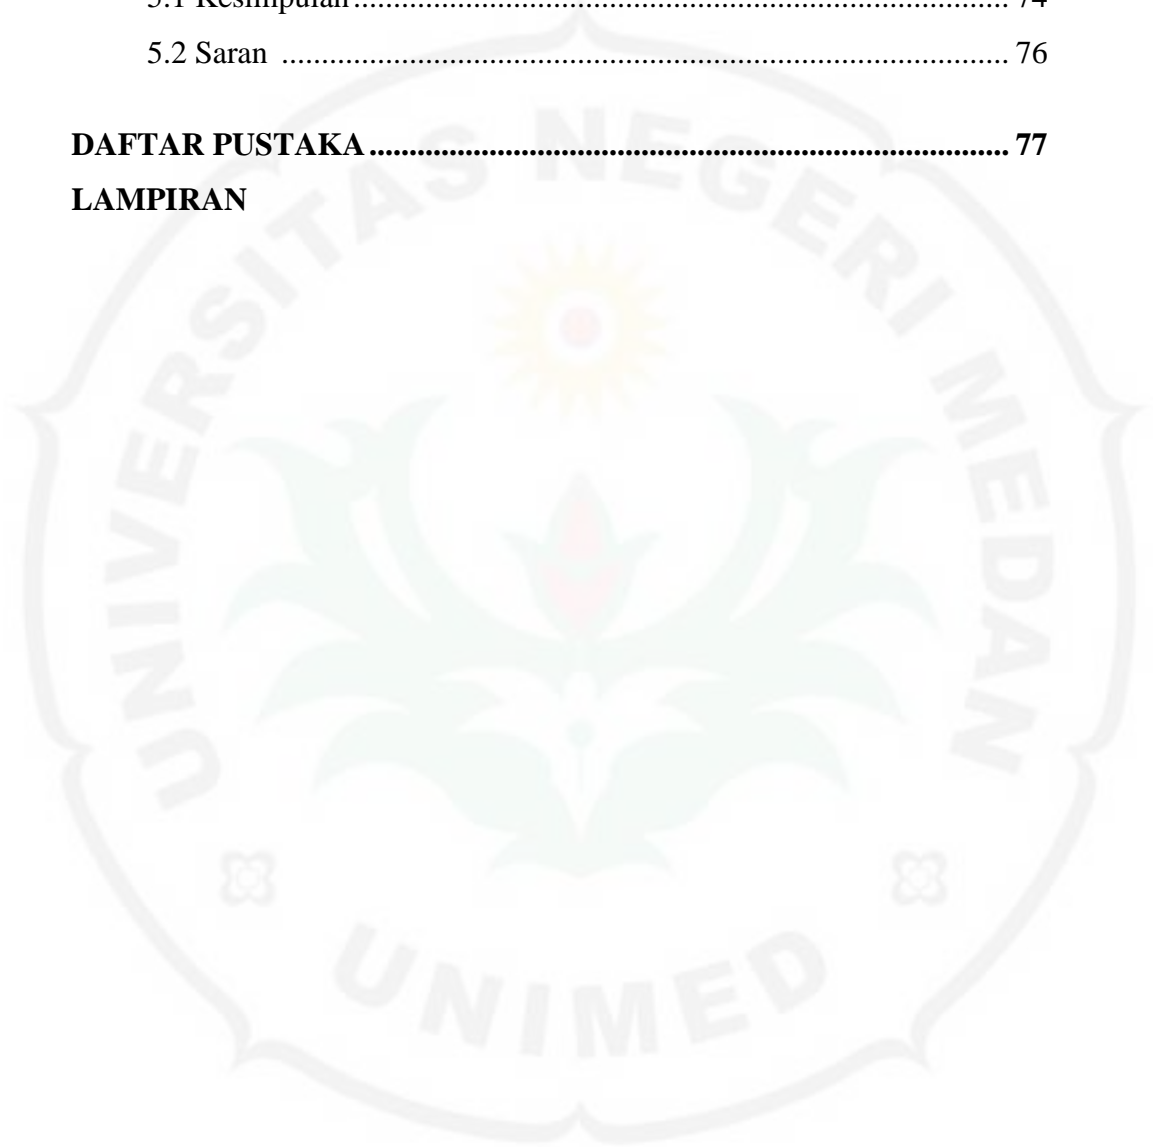 5.1 Kesimpulan.................................................................................. 74
5.2 Saran ........................................................................................... 76
DAFTAR PUSTAKA................................................................................ 77
LAMPIRAN
UNIVERSITAS NEGERI MEDAN
UNIMED